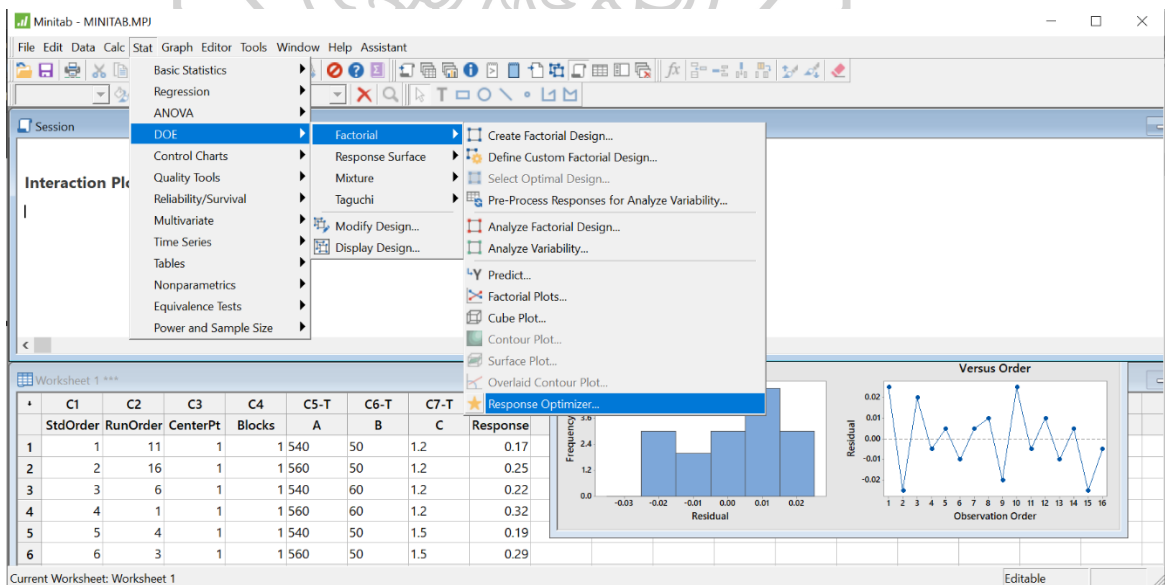 Minitab - MINITAB.MPJ
File Edit Data Calc Stat Graph Editor Tools Window Help Assistant
Session
Interaction Plo
Basic Statistics
Regression
ANOVA
DOE
Control Charts
Quality Tools
Reliability/Survival
Multivariate
Time Series
Tables
Nonparametrics
Equivalence Tests
Power and Sample Size
Factorial
Response Surface
Mixture
Taguchi
Modify Design...
Display Design...
Create Factorial Design...
Define Custom Factorial Design...
Select Optimal Design...
Pre-Process Responses for Analyze Variability...
Analyze Factorial Design...
Analyze Variability...
Predict...
Factorial Plots...
Cube Plot...
Contour Plot...
Surface Plot...
Overlaid Contour Plot...
Response Optimizer...
Worksheet 1 ***
C1 C2 C3 C4 C5-T C6-T C7-T
StdOrder RunOrder CenterPt Blocks A B C Response
1 1 11 1 1 540 50 1.2 0.17
2 2 16 1 1 560 50 1.2 0.25
3 3 6 1 1 540 60 1.2 0.22
4 4 1 1 1 560 60 1.2 0.32
5 5 4 1 1 540 50 1.5 0.19
6 6 3 1 1 560 50 1.5 0.29
Frequency
3.6
2.4
1.2
0.0
-0.03 -0.02 -0.01 0.00 0.01 0.02
Residual
Versus Order
Residual
0.02
0.01
0.00
-0.01
-0.02
1 2 3 4 5 6 7 8 9 10 11 12 13 14 15 16
Observation Order
Current Worksheet: Worksheet 1
Editable